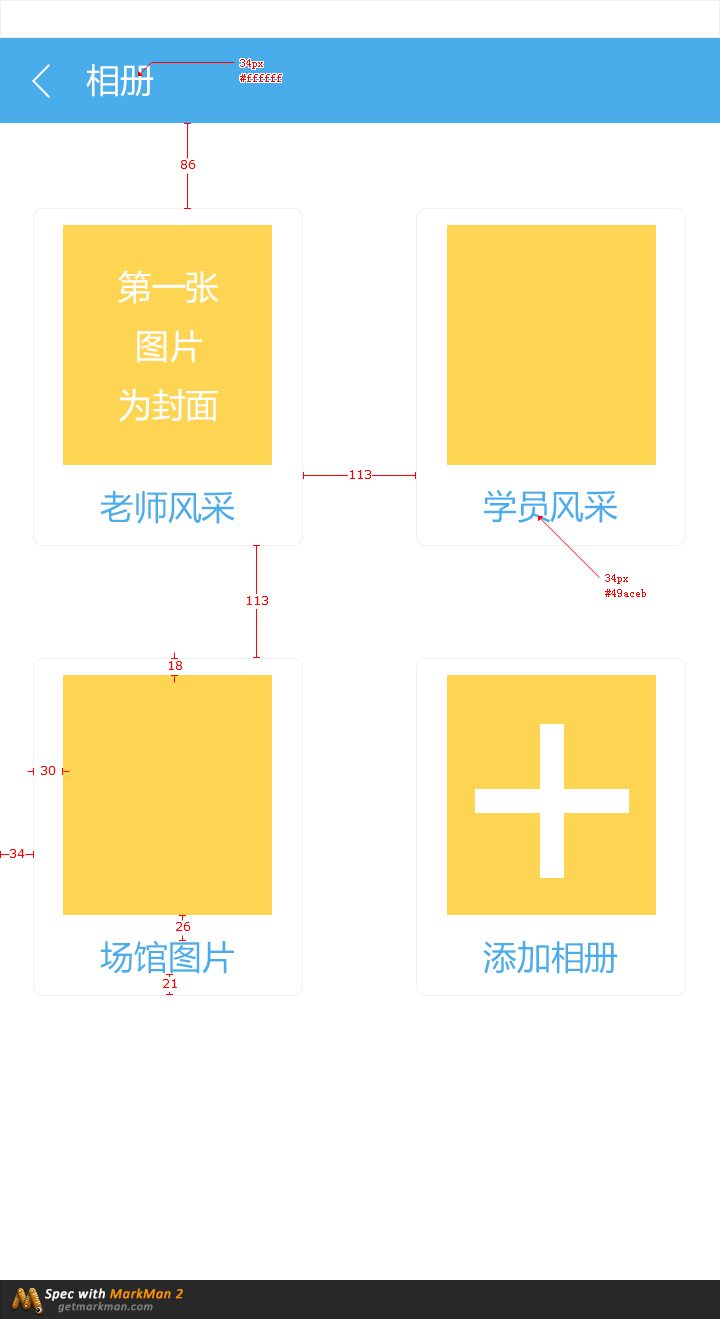 相册
34px
#ffffff
86
第一张
图片
为封面
113
老师风采
学员风采
34px
#49aceb
113
18
30
34
26
场馆图片
添加相册
21
Spec with MarkMan 2
getmarkman.com